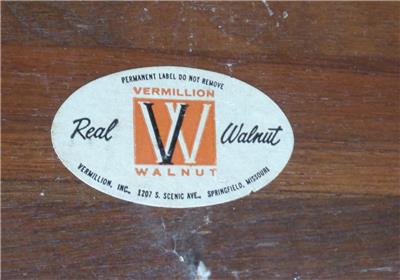 PERMANENT LABEL DO NOT REMOVE
VERMILLION
Real VW Walnut
WALNUT
VERMILLION, INC., 1207 S. SCENIC AVE., SPRINGFIELD, MISSOURI